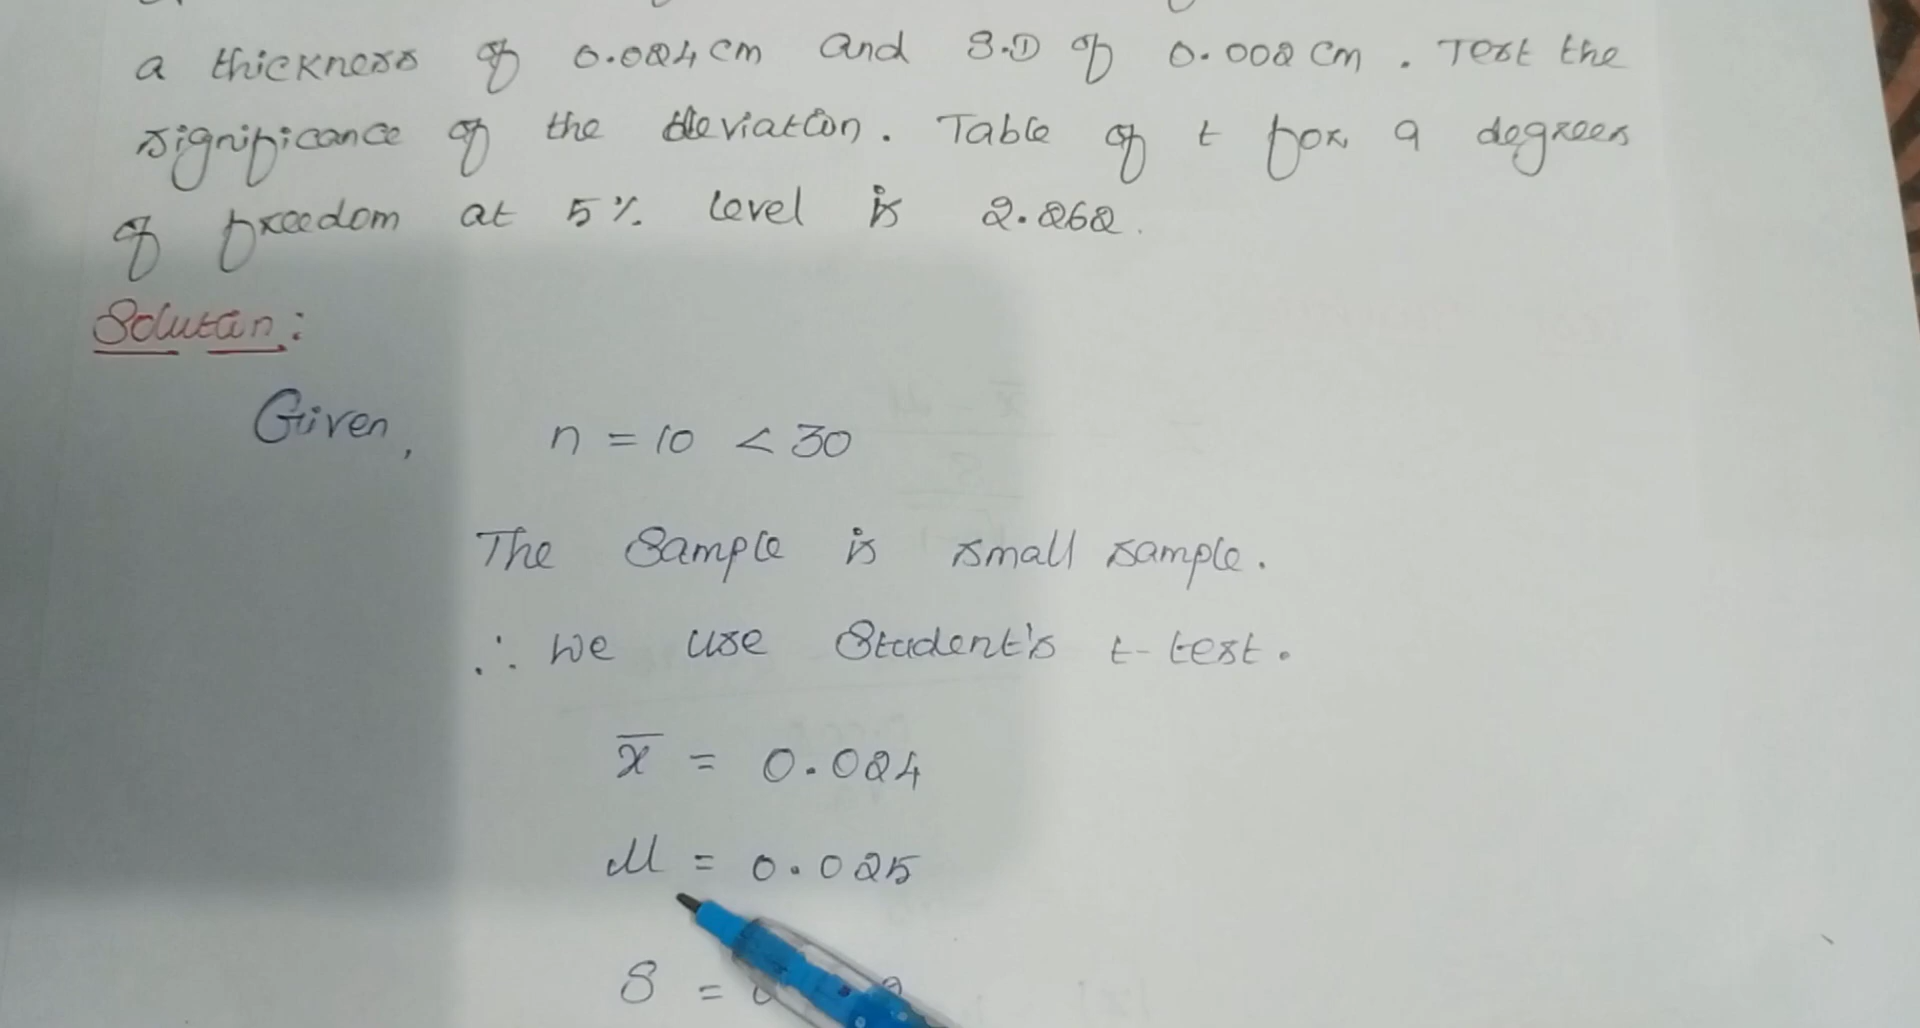 a thickness of 0.024 cm and S.D of 0.002 cm. Test the
significance of the deviation. Table of t for 9 degrees
of freedom at 5% level is 2.262.
Solution:
Given, n = 10 < 30
The Sample is small sample.
∴ we use Student's t-test.
x̄ = 0.024
μ = 0.025
S =